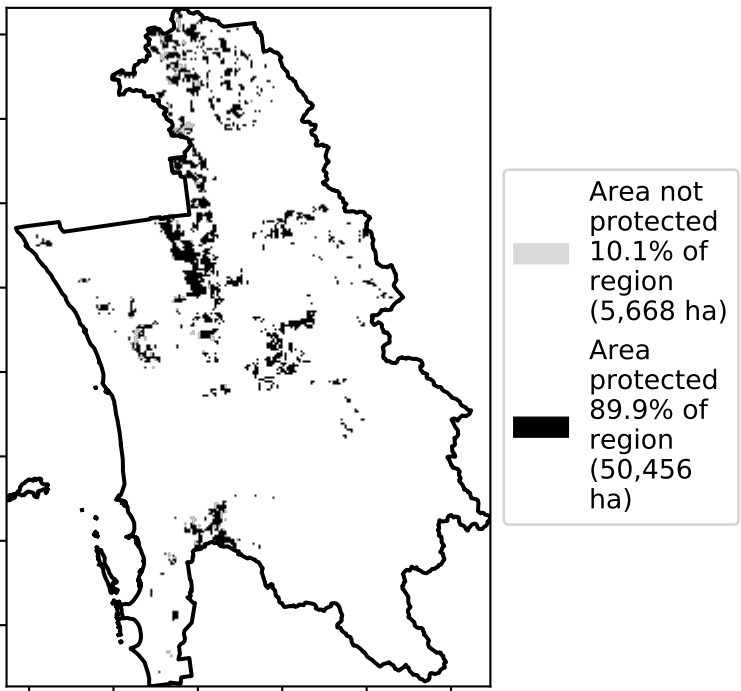 Area not
protected
10.1% of
region
(5,668 ha)
Area
protected
89.9% of
region
(50,456
ha)